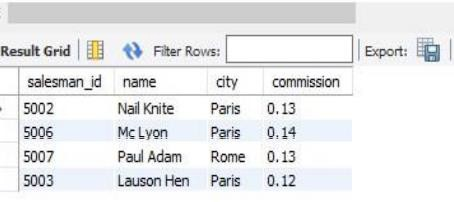 Result Grid Filter Rows: Export:
salesman_id name city commission
5002 Nail Knite Paris 0.13
5006 Mc Lyon Paris 0.14
5007 Paul Adam Rome 0.13
5003 Lauson Hen Paris 0.12